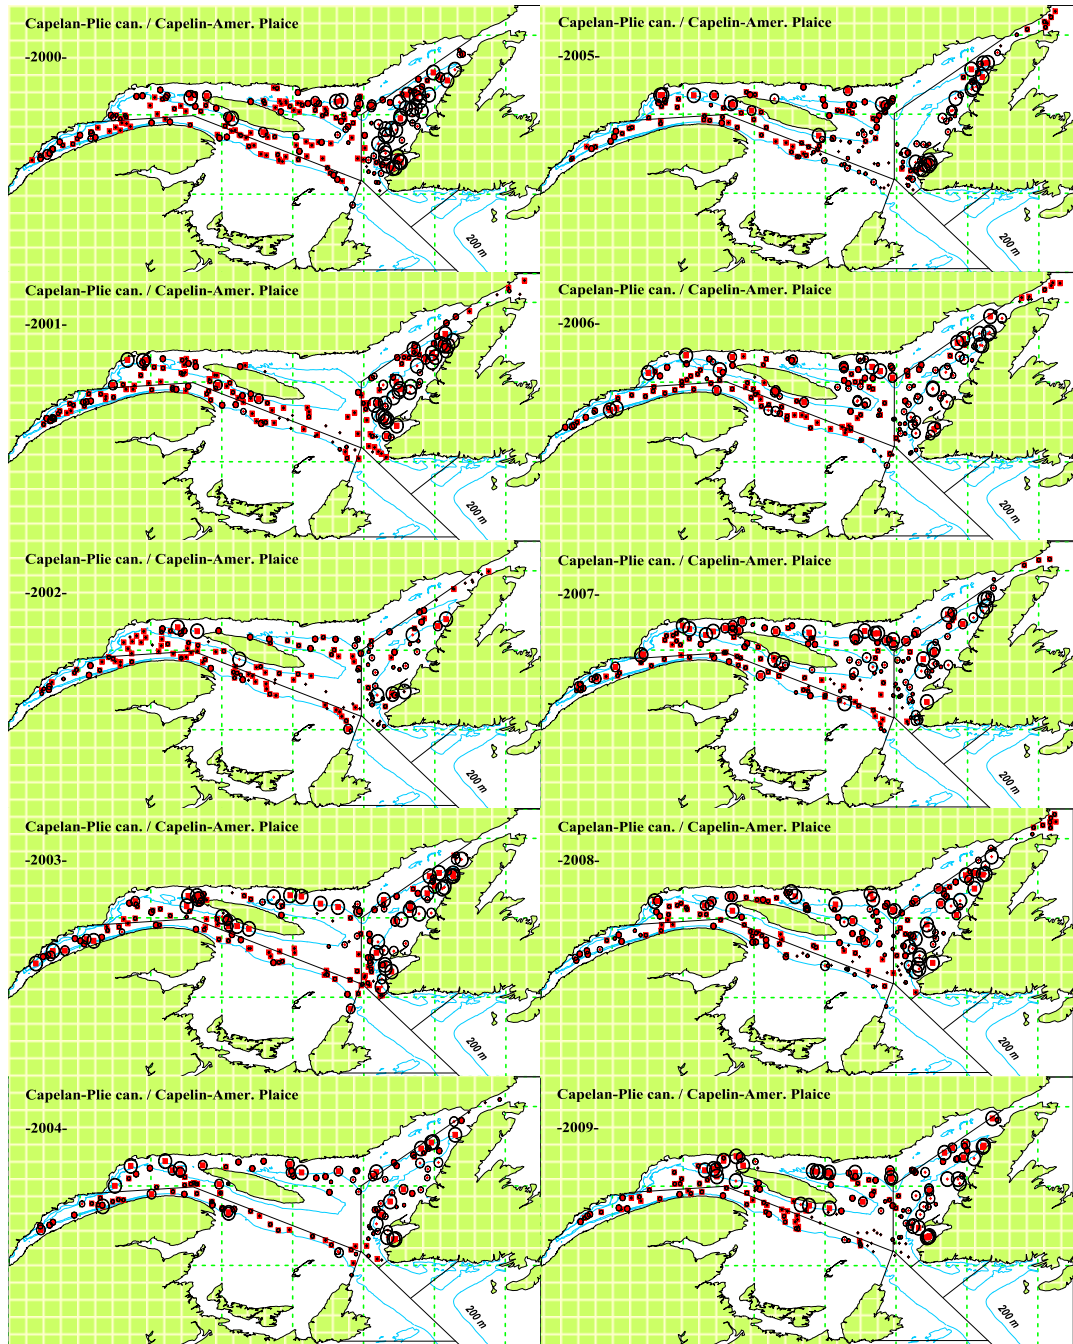 Capelan-Plie can. / Capelin-Amer. Plaice
-2000-
200 m
Capelan-Plie can. / Capelin-Amer. Plaice
-2005-
200 m
Capelan-Plie can. / Capelin-Amer. Plaice
-2001-
200 m
Capelan-Plie can. / Capelin-Amer. Plaice
-2006-
200 m
Capelan-Plie can. / Capelin-Amer. Plaice
-2002-
200 m
Capelan-Plie can. / Capelin-Amer. Plaice
-2007-
200 m
Capelan-Plie can. / Capelin-Amer. Plaice
-2003-
200 m
Capelan-Plie can. / Capelin-Amer. Plaice
-2008-
200 m
Capelan-Plie can. / Capelin-Amer. Plaice
-2004-
200 m
Capelan-Plie can. / Capelin-Amer. Plaice
-2009-
200 m